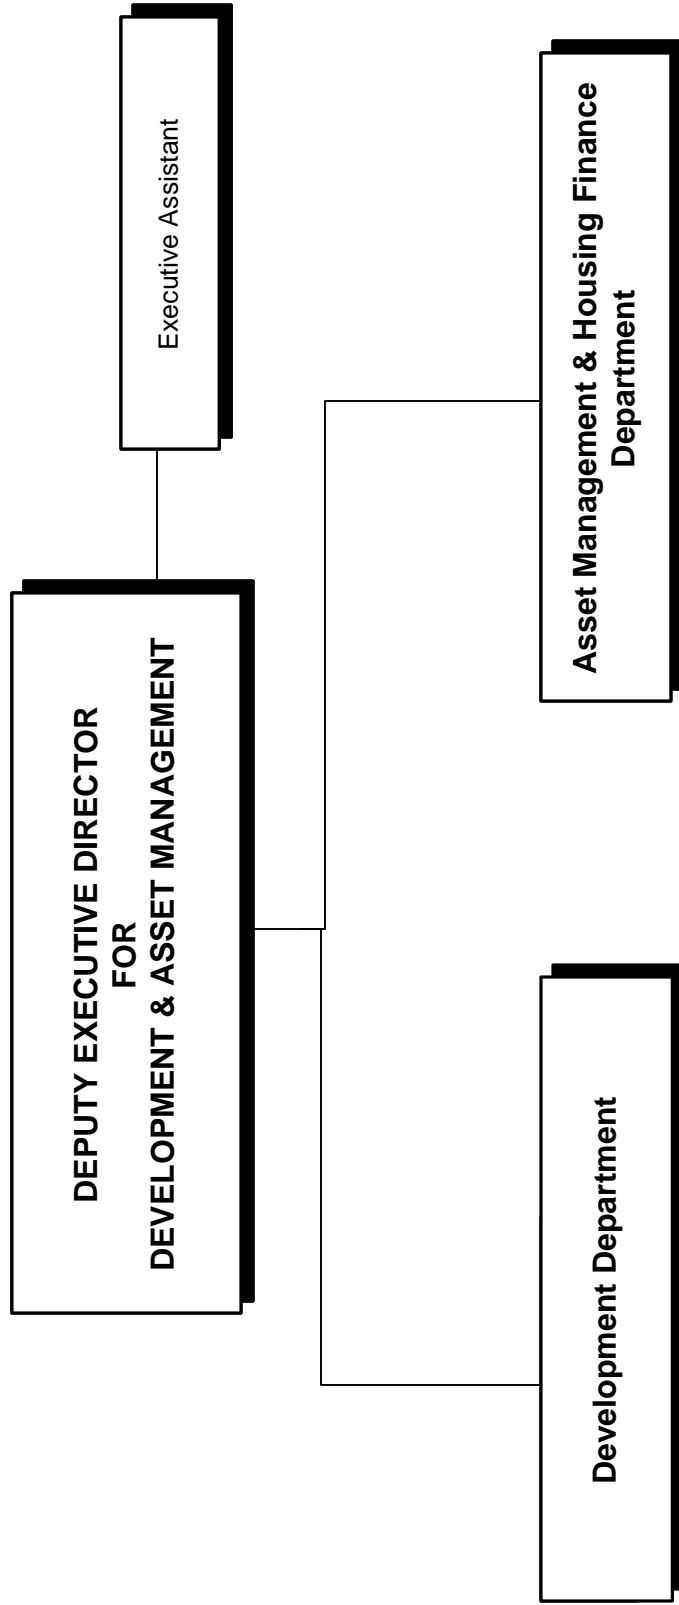 DEPUTY EXECUTIVE DIRECTOR
FOR
DEVELOPMENT & ASSET MANAGEMENT
Executive Assistant
Development Department
Asset Management & Housing Finance
Department